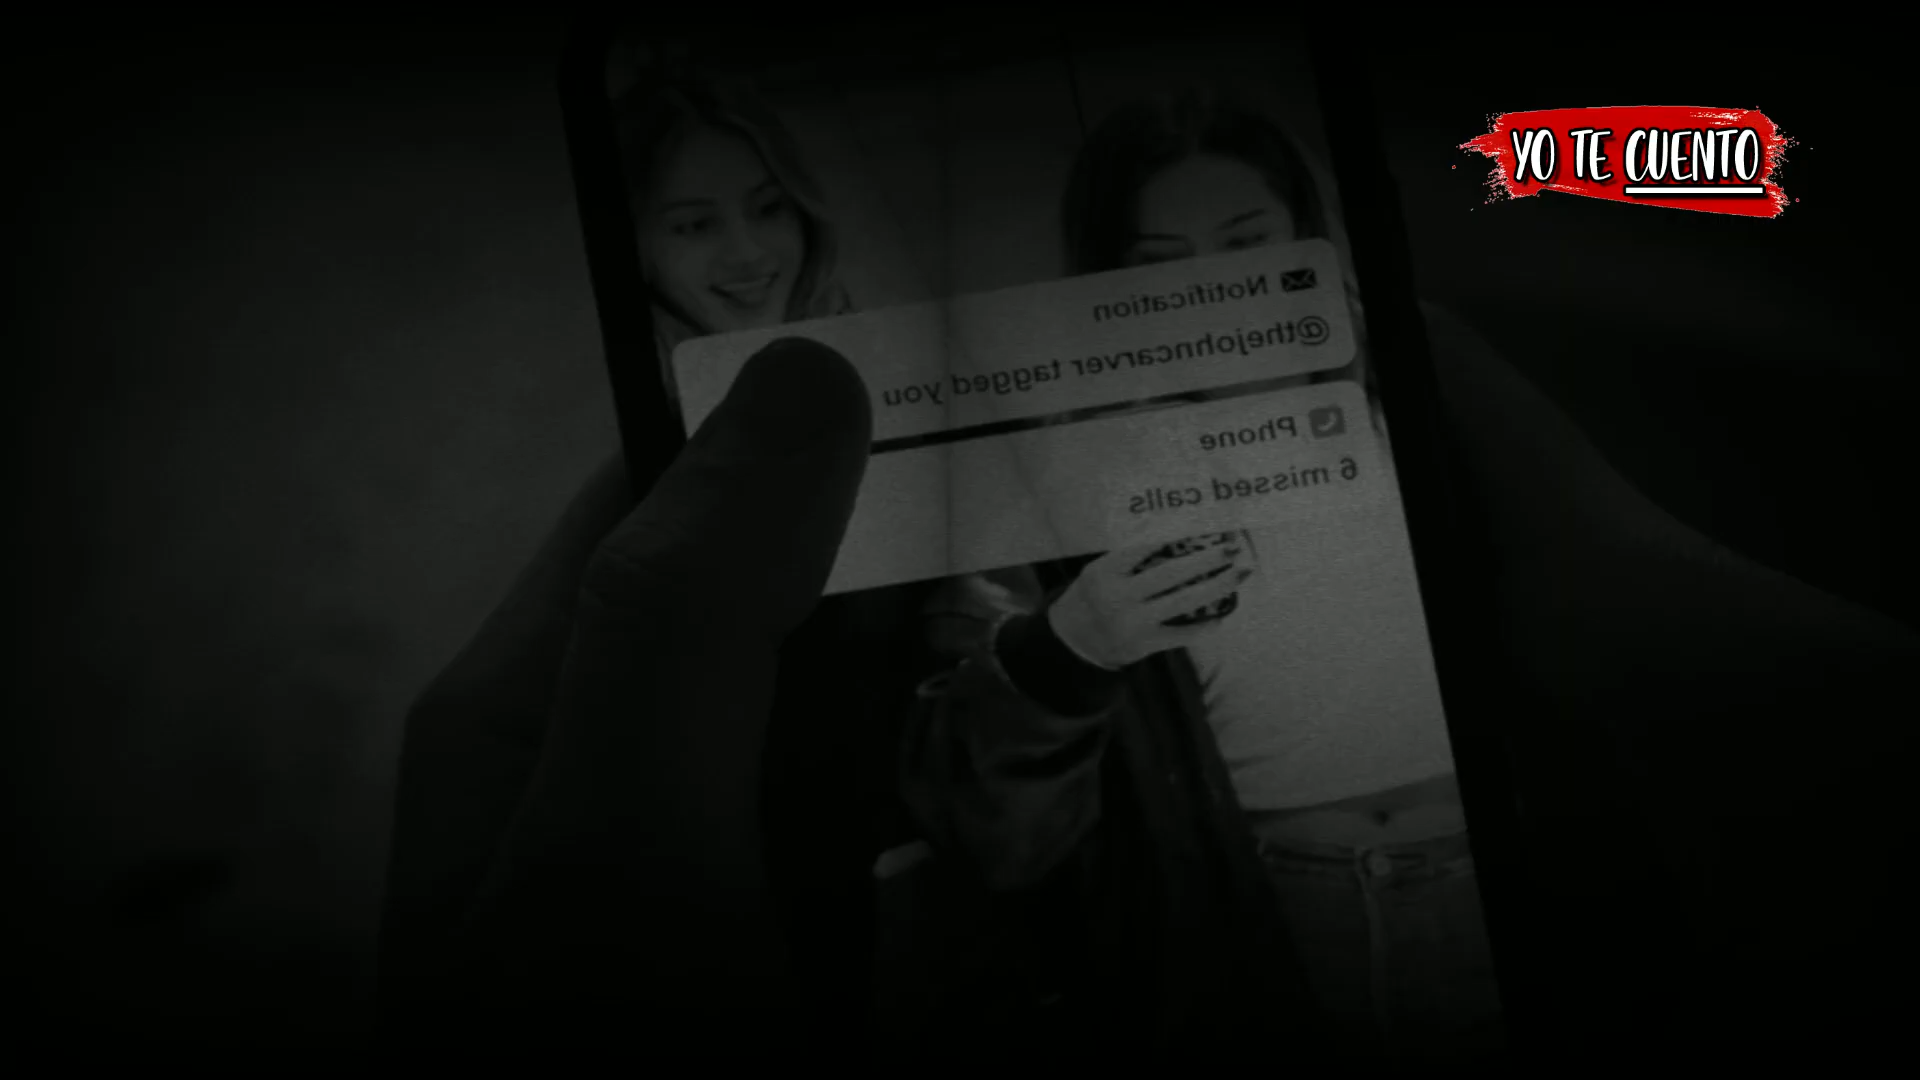 YO TE CUENTO
Notification
@thejohncarver tagged you
Phone
6 missed calls